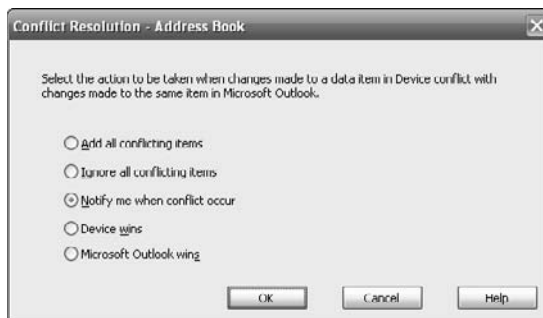 Conflict Resolution - Address Book
Select the action to be taken when changes made to a data item in Device conflict with
changes made to the same item in Microsoft Outlook.
Add all conflicting items
Ignore all conflicting items
Notify me when conflict occur
Device wins
Microsoft Outlook wins
OK Cancel Help